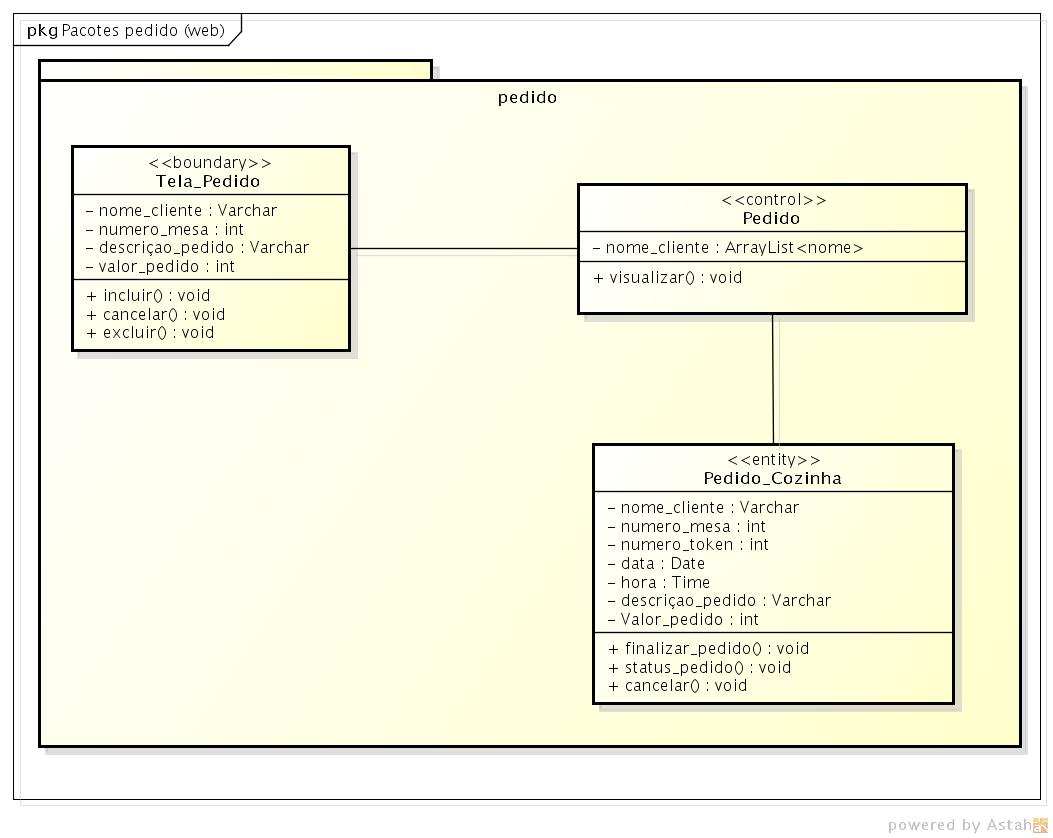 pkg Pacotes pedido (web)
pedido
<<boundary>>
Tela_Pedido
- nome_cliente : Varchar
- numero_mesa : int
- descriçao_pedido : Varchar
- valor_pedido : int
+ incluir() : void
+ cancelar() : void
+ excluir() : void
<<control>>
Pedido
- nome_cliente : ArrayList<nome>
+ visualizar() : void
<<entity>>
Pedido_Cozinha
- nome_cliente : Varchar
- numero_mesa : int
- numero_token : int
- data : Date
- hora : Time
- descriçao_pedido : Varchar
- Valor_pedido : int
+ finalizar_pedido() : void
+ status_pedido() : void
+ cancelar() : void
powered by Astah